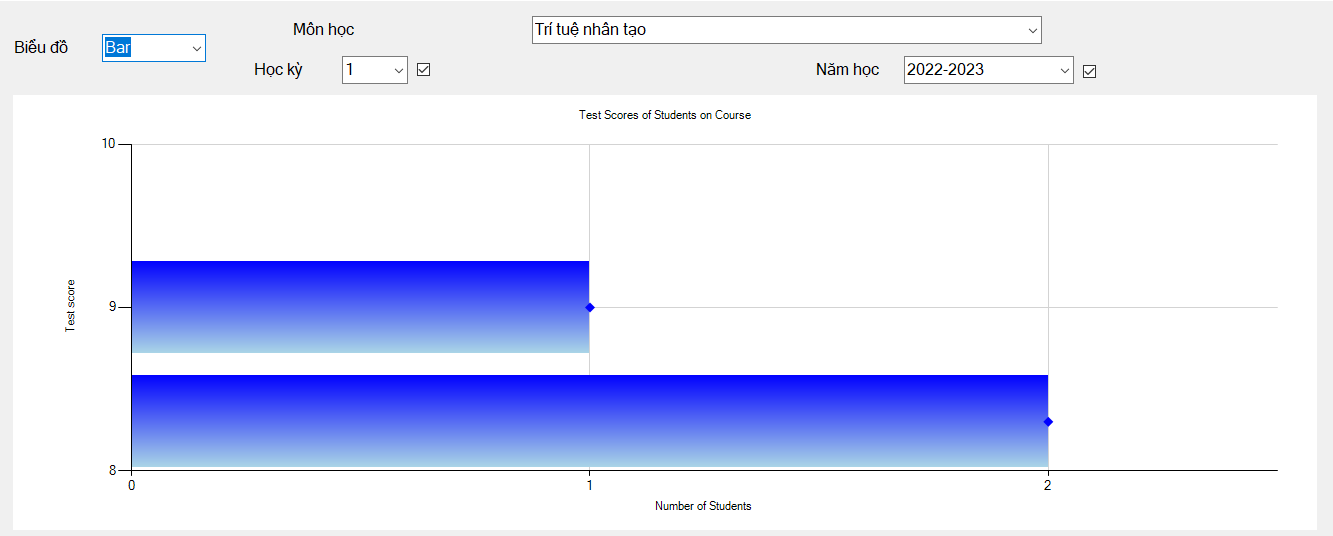 Môn học
Trí tuệ nhân tạo
Biểu đồ
Bar
Học kỳ
1
Năm học
2022-2023
Test Scores of Students on Course
10
9
8
Test score
0
1
2
Number of Students